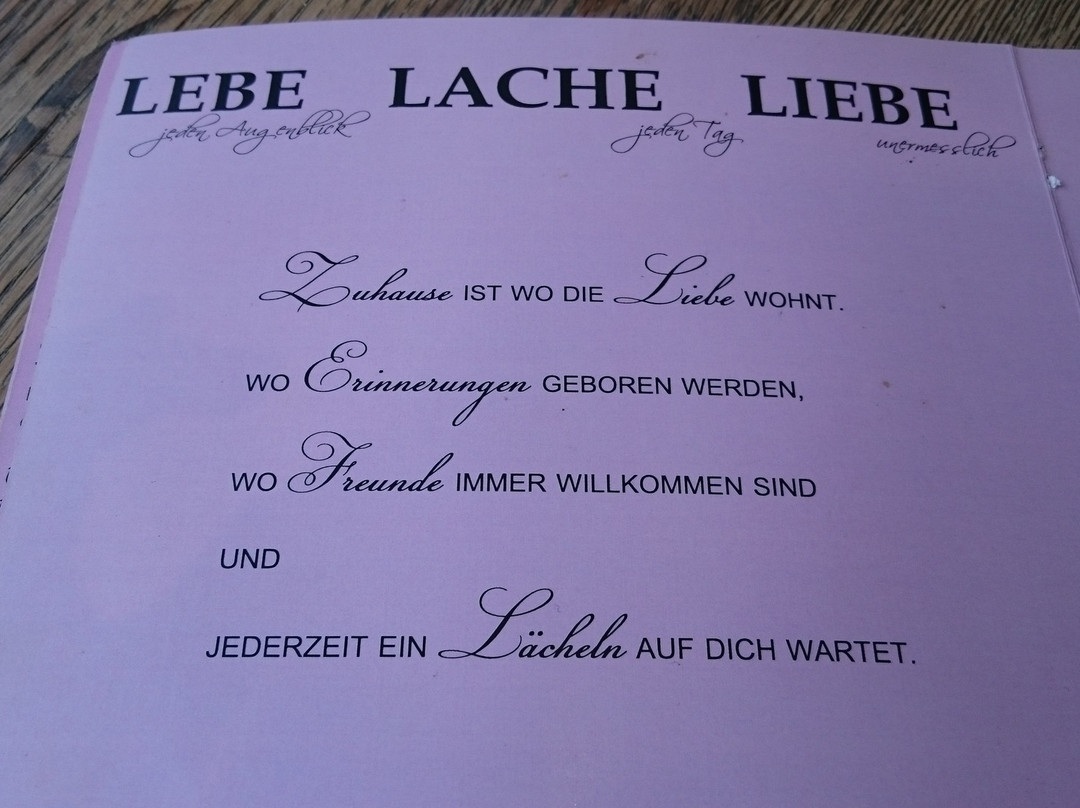 LEBE LACHE LIEBE
jeden Augenblick jeden Tag unermesslich
Zuhause IST WO DIE Liebe WOHNT.
WO Erinnerungen GEBOREN WERDEN,
WO Freunde IMMER WILLKOMMEN SIND
UND
JEDERZEIT EIN Lächeln AUF DICH WARTET.